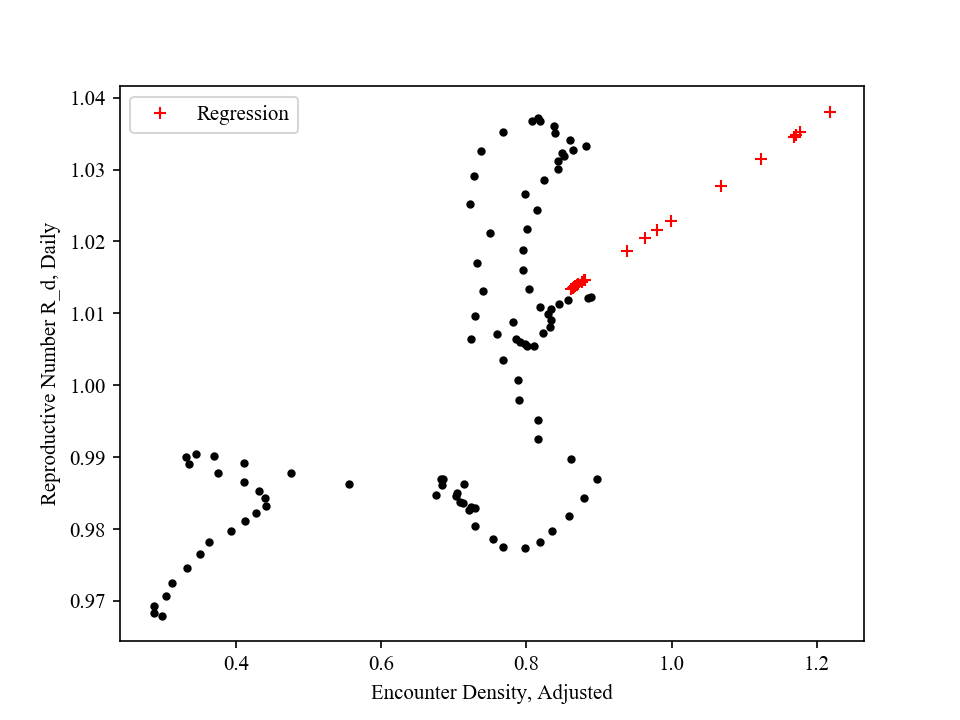 Regression
1.04
1.03
1.02
1.01
1.00
0.99
0.98
0.97
Reproductive Number R_d, Daily
0.4 0.6 0.8 1.0 1.2
Encounter Density, Adjusted